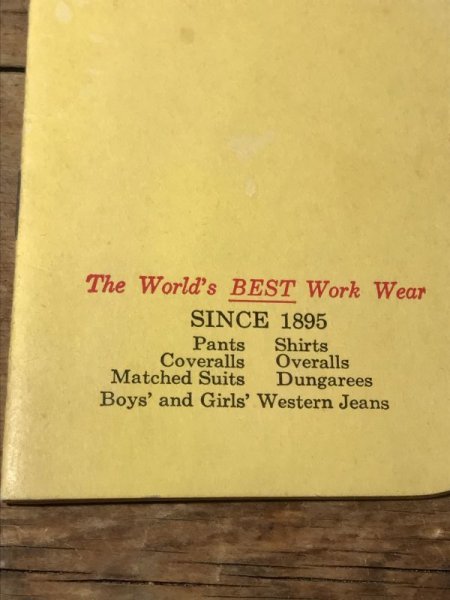 The World's BEST Work Wear
SINCE 1895
Pants Shirts
Coveralls Overalls
Matched Suits Dungarees
Boys' and Girls' Western Jeans